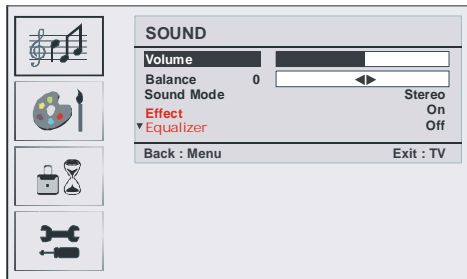 SOUND
Volume
Balance 0
Sound Mode Stereo
Effect On
Equalizer Off
Back : Menu Exit : TV